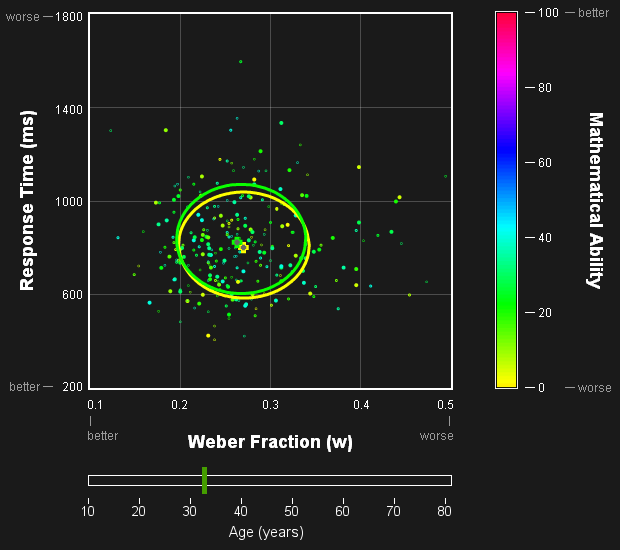 worse
1800
1400
1000
600
better
200
Response Time (ms)
0.1
0.2
0.3
0.4
0.5
better
worse
Weber Fraction (w)
100
better
80
60
40
20
0
worse
Mathematical Ability
10
20
30
40
50
60
70
80
Age (years)